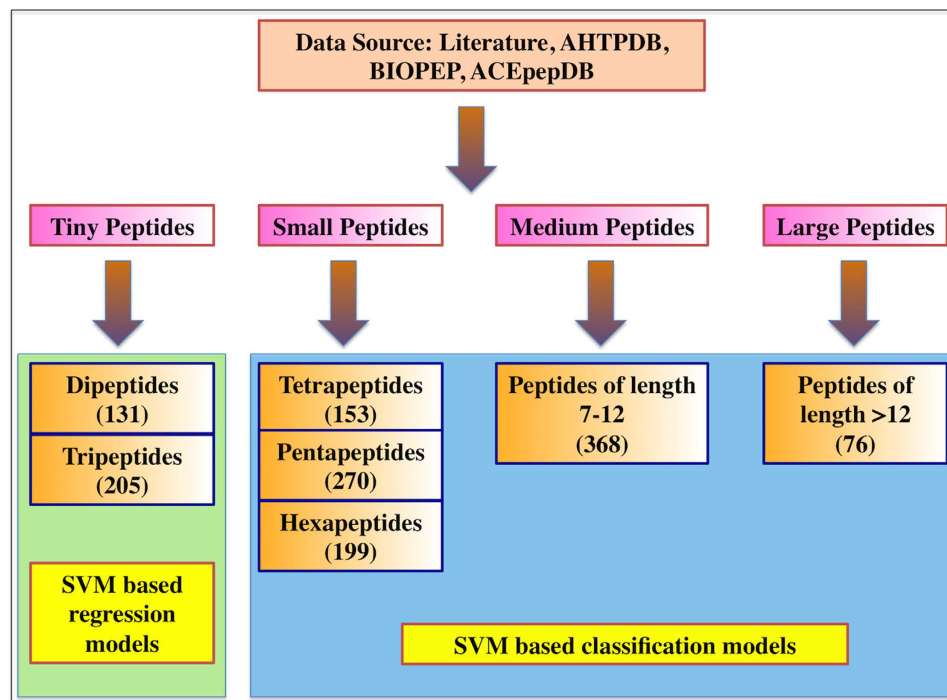 Data Source: Literature, AHTPDB,
BIOPEP, ACEpepDB
Tiny Peptides
Small Peptides
Medium Peptides
Large Peptides
Dipeptides
(131)
Tripeptides
(205)
SVM based
regression
models
Tetrapeptides
(153)
Pentapeptides
(270)
Hexapeptides
(199)
Peptides of length
7-12
(368)
Peptides of
length >12
(76)
SVM based classification models